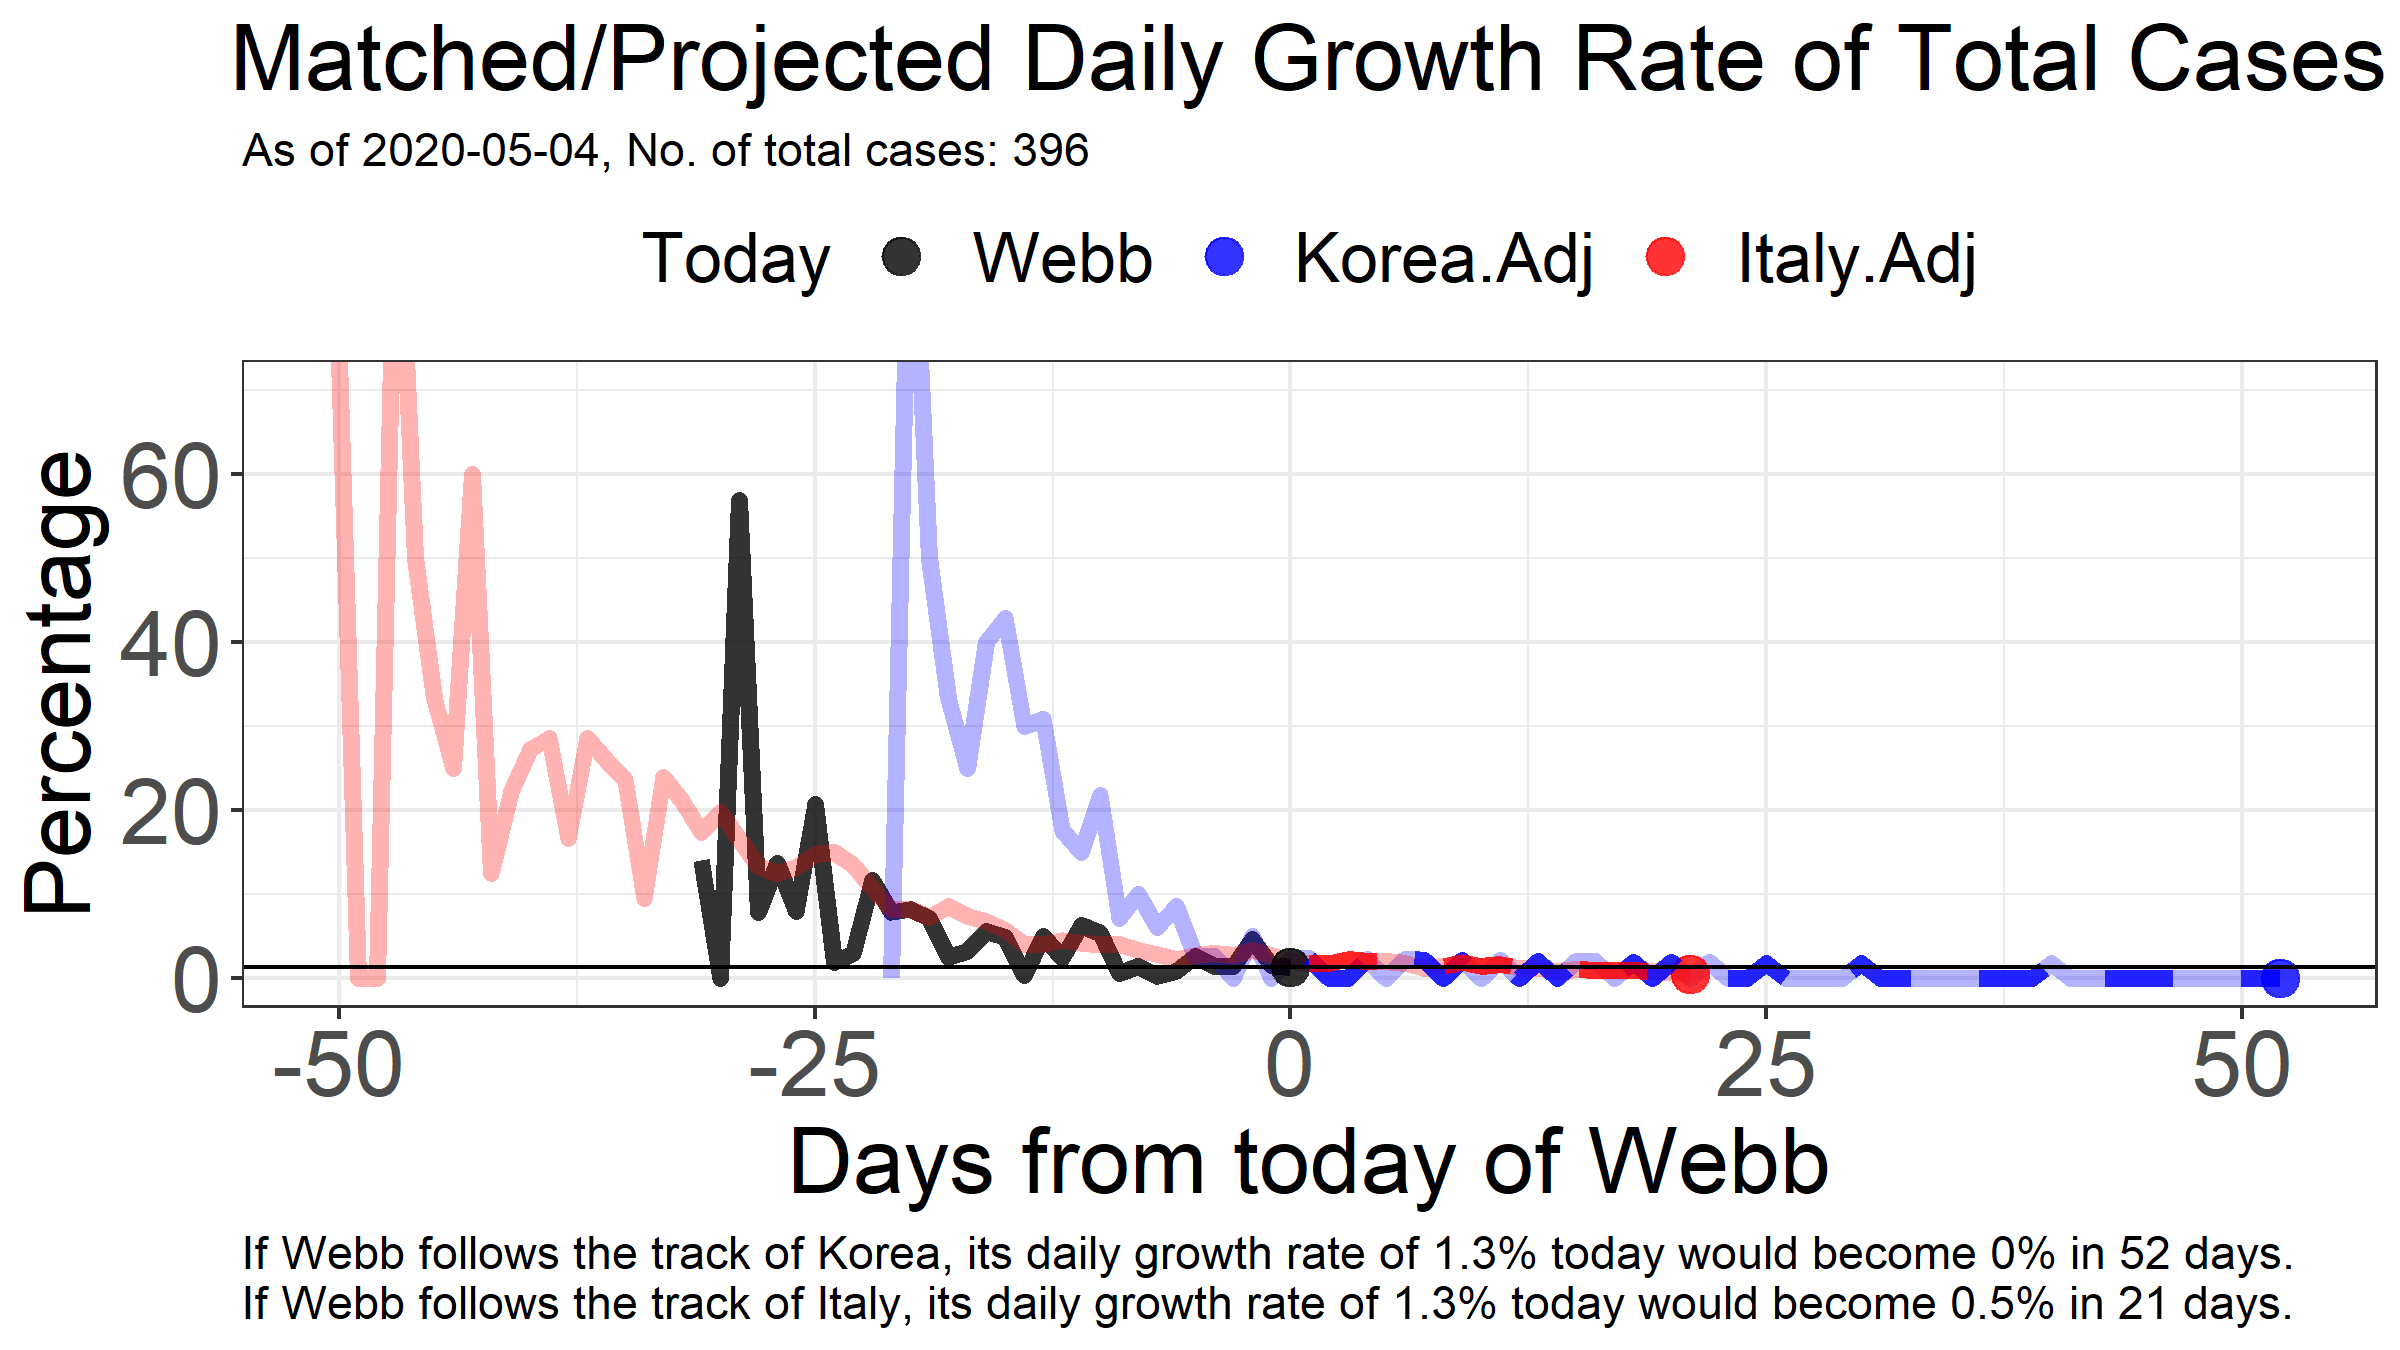 Matched/Projected Daily Growth Rate of Total Cases
As of 2020-05-04, No. of total cases: 396
Today Webb Korea.Adj Italy.Adj
Percentage
60
40
20
0
-50 -25 0 25 50
Days from today of Webb
If Webb follows the track of Korea, its daily growth rate of 1.3% today would become 0% in 52 days.
If Webb follows the track of Italy, its daily growth rate of 1.3% today would become 0.5% in 21 days.